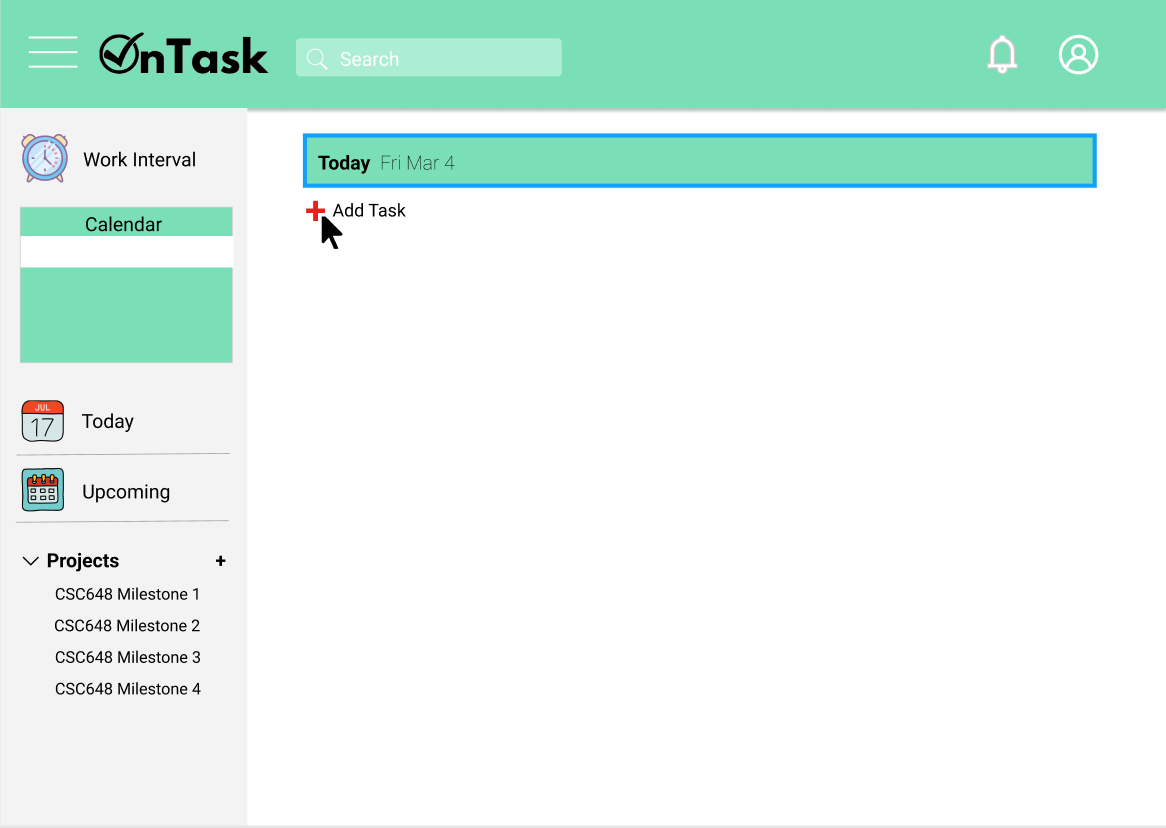 OnTask
Search
Work Interval
Calendar
JUL
17
Today
Upcoming
Projects +
CSC648 Milestone 1
CSC648 Milestone 2
CSC648 Milestone 3
CSC648 Milestone 4
Today Fri Mar 4
Add Task